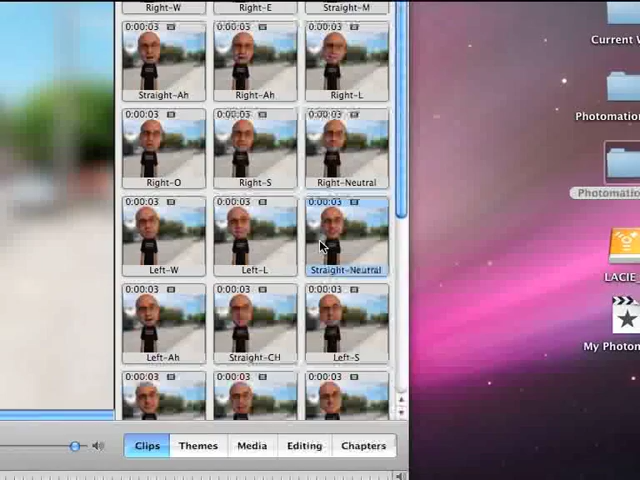 Right-W Right-E Straight-M
0:00:03 0:00:03 0:00:03
Straight-Ah Right-Ah Right-L
0:00:03 0:00:03 0:00:03
Right-O Right-S Right-Neutral
0:00:03 0:00:03 0:00:03
Left-W Left-L Straight-Neutral
0:00:03 0:00:03 0:00:03
Left-Ah Straight-CH Left-S
0:00:03 0:00:03 0:00:03
Clips Themes Media Editing Chapters
Current W
Photomation
Photomatio
LACIE
My Photom